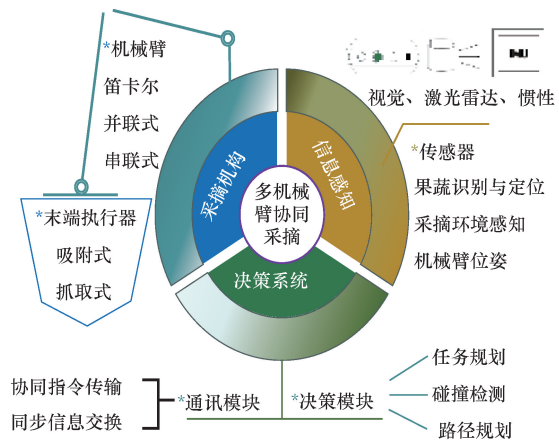 *机械臂
笛卡尔
并联式
串联式
*末端执行器
吸附式
抓取式
采摘机构
信息感知
多机械
臂协同
采摘
决策系统
视觉、激光雷达、惯性
*传感器
果蔬识别与定位
采摘环境感知
机械臂位姿
协同指令传输
同步信息交换
*通讯模块
*决策模块
任务规划
碰撞检测
路径规划